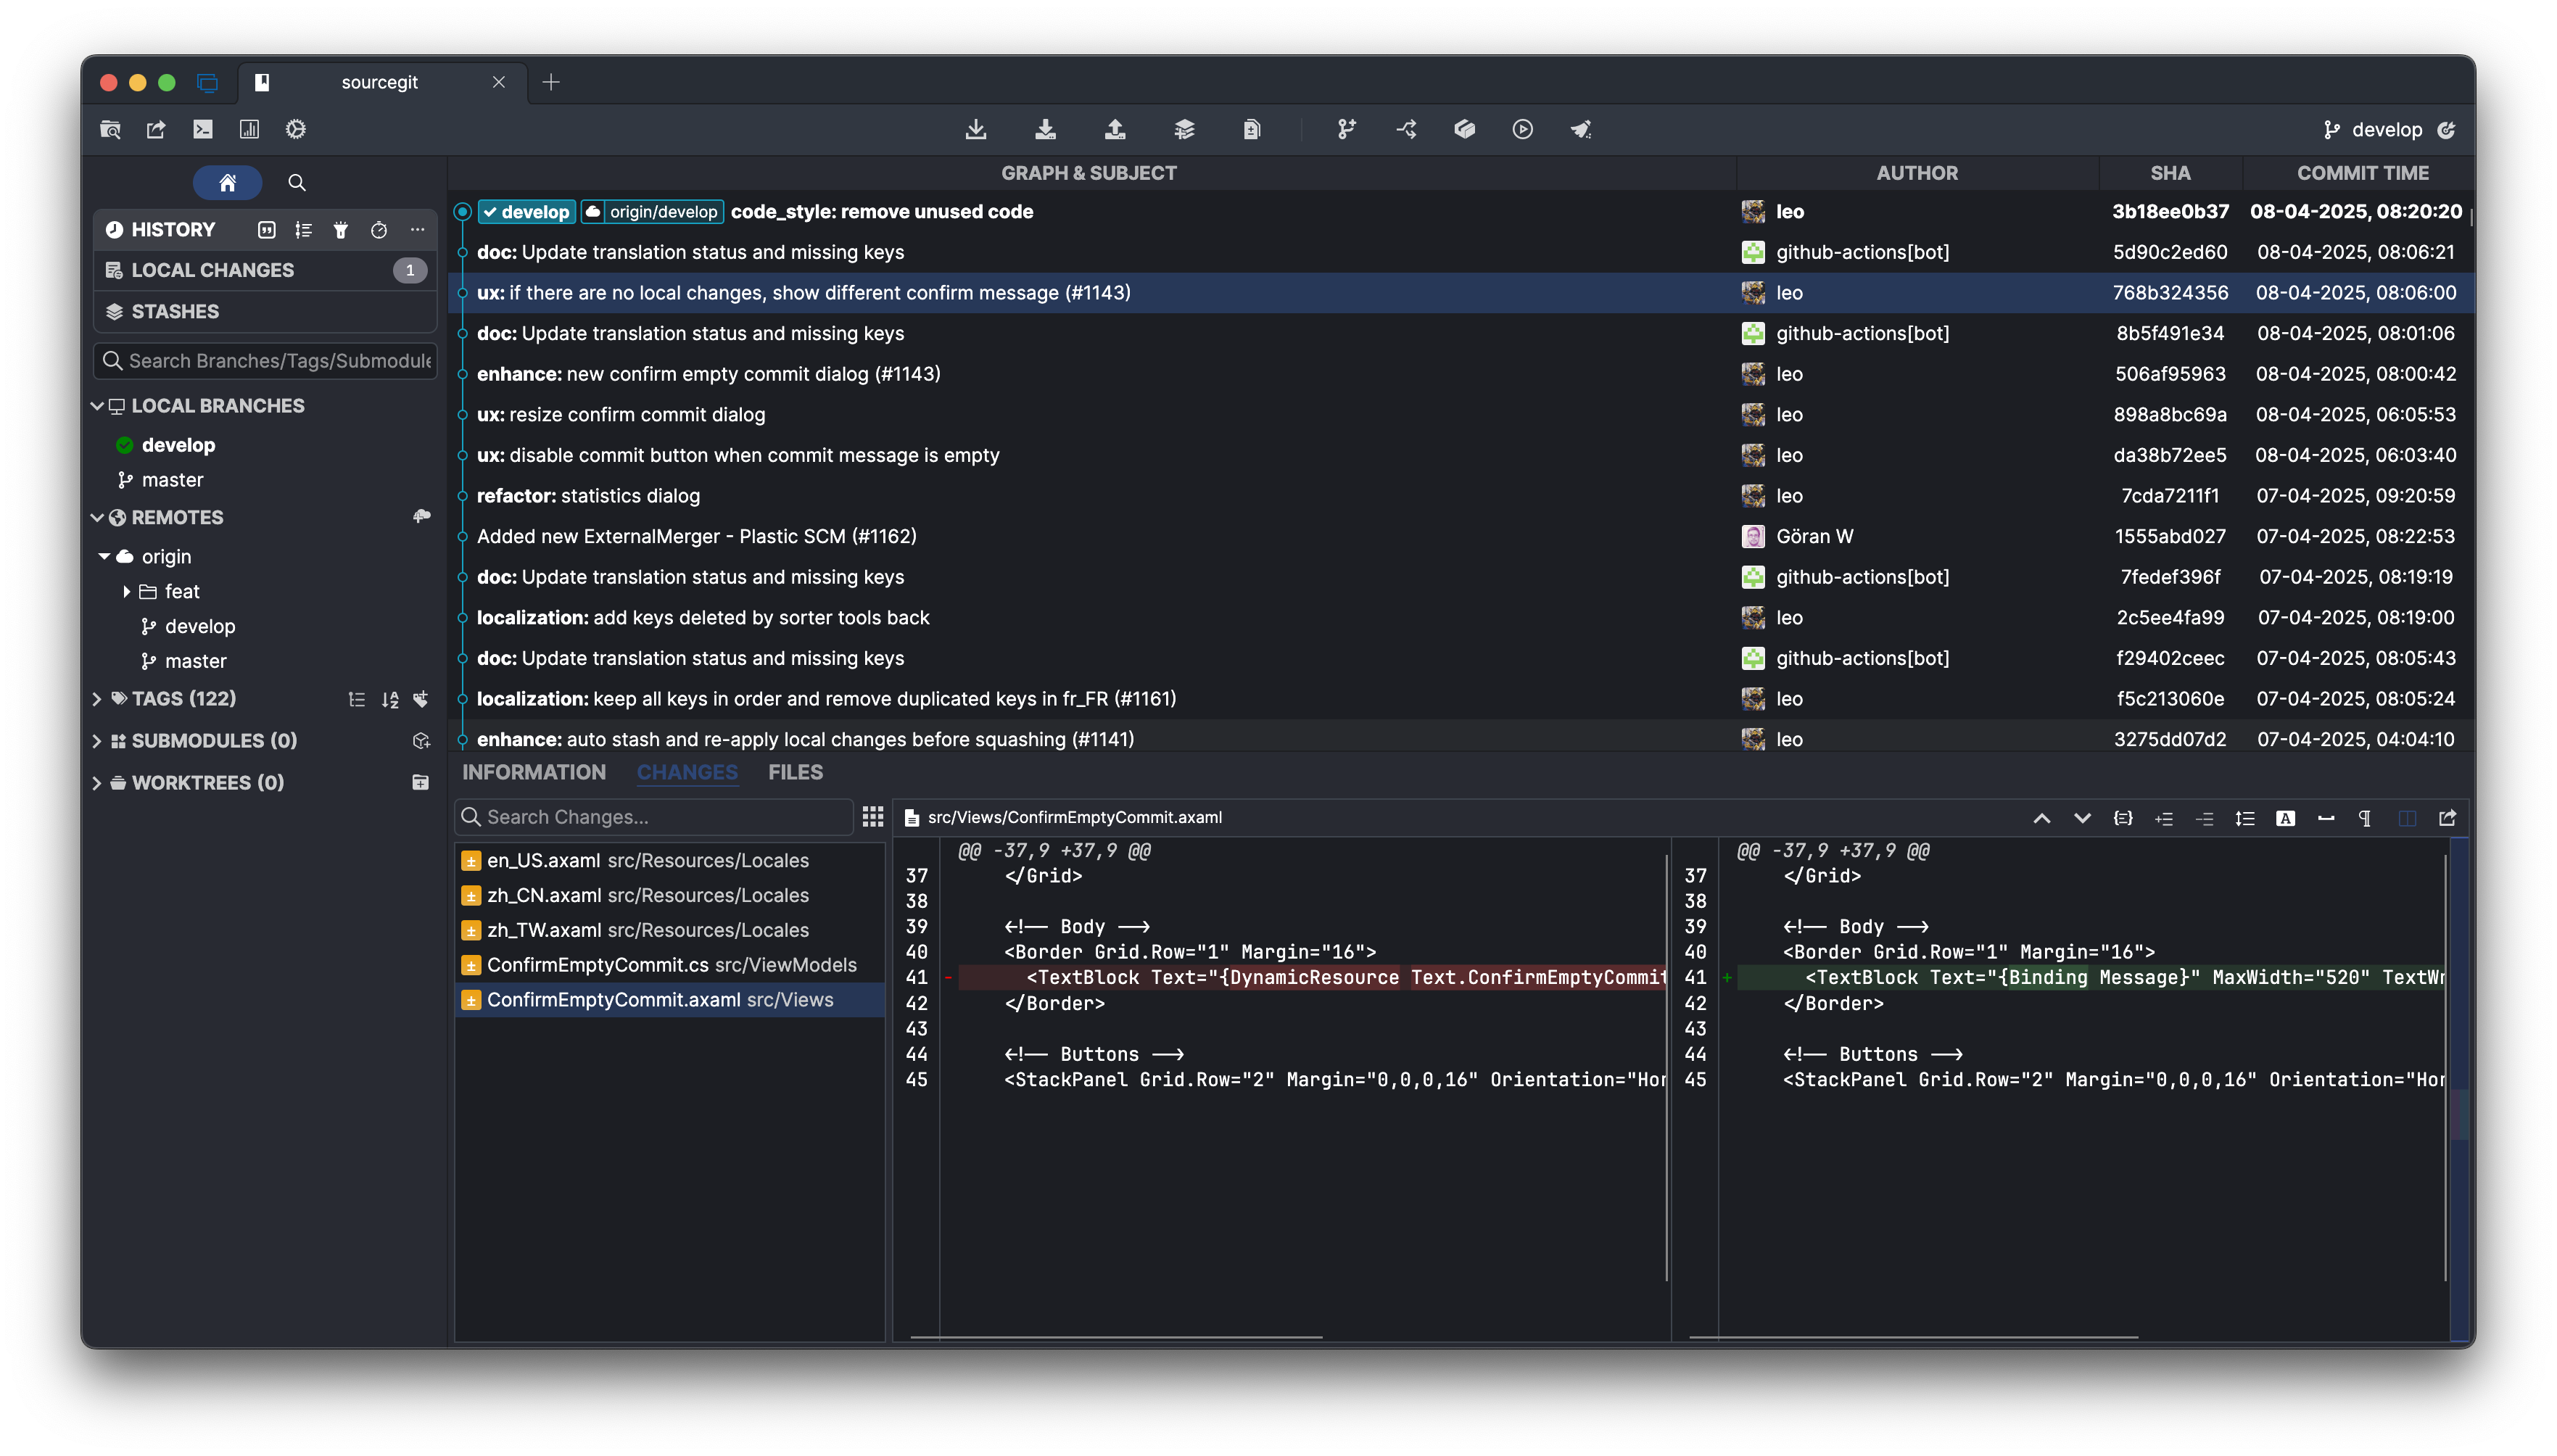 sourcegit
develop
HISTORY
LOCAL CHANGES 1
STASHES
Search Branches/Tags/Submodule
LOCAL BRANCHES
develop
master
REMOTES
origin
feat
develop
master
TAGS (122)
SUBMODULES (0)
WORKTREES (0)
GRAPH & SUBJECT AUTHOR SHA COMMIT TIME
develop origin/develop code_style: remove unused code leo 3b18ee0b37 08-04-2025, 08:20:20
doc: Update translation status and missing keys github-actions[bot] 5d90c2ed60 08-04-2025, 08:06:21
ux: if there are no local changes, show different confirm message (#1143) leo 768b324356 08-04-2025, 08:06:00
doc: Update translation status and missing keys github-actions[bot] 8b5f491e34 08-04-2025, 08:01:06
enhance: new confirm empty commit dialog (#1143) leo 506af95963 08-04-2025, 08:00:42
ux: resize confirm commit dialog leo 898a8bc69a 08-04-2025, 06:05:53
ux: disable commit button when commit message is empty leo da38b72ee5 08-04-2025, 06:03:40
refactor: statistics dialog leo 7cda7211f1 07-04-2025, 09:20:59
Added new ExternalMerger - Plastic SCM (#1162) Göran W 1555abd027 07-04-2025, 08:22:53
doc: Update translation status and missing keys github-actions[bot] 7fedef396f 07-04-2025, 08:19:19
localization: add keys deleted by sorter tools back leo 2c5ee4fa99 07-04-2025, 08:19:00
doc: Update translation status and missing keys github-actions[bot] f29402ceec 07-04-2025, 08:05:43
localization: keep all keys in order and remove duplicated keys in fr_FR (#1161) leo f5c213060e 07-04-2025, 08:05:24
enhance: auto stash and re-apply local changes before squashing (#1141) leo 3275dd07d2 07-04-2025, 04:04:10
INFORMATION CHANGES FILES
Search Changes...
en_US.axaml src/Resources/Locales
zh_CN.axaml src/Resources/Locales
zh_TW.axaml src/Resources/Locales
ConfirmEmptyCommit.cs src/ViewModels
ConfirmEmptyCommit.axaml src/Views
src/Views/ConfirmEmptyCommit.axaml
@@ -37,9 +37,9 @@
37 </Grid>
38
39 <!-- Body -->
40 <Border Grid.Row="1" Margin="16">
41 - <TextBlock Text="{DynamicResource Text.ConfirmEmptyCommit
42 </Border>
43
44 <!-- Buttons -->
45 <StackPanel Grid.Row="2" Margin="0,0,0,16" Orientation="Hor
@@ -37,9 +37,9 @@
37 </Grid>
38
39 <!-- Body -->
40 <Border Grid.Row="1" Margin="16">
41 + <TextBlock Text="{Binding Message}" MaxWidth="520" TextWr
42 </Border>
43
44 <!-- Buttons -->
45 <StackPanel Grid.Row="2" Margin="0,0,0,16" Orientation="Hor